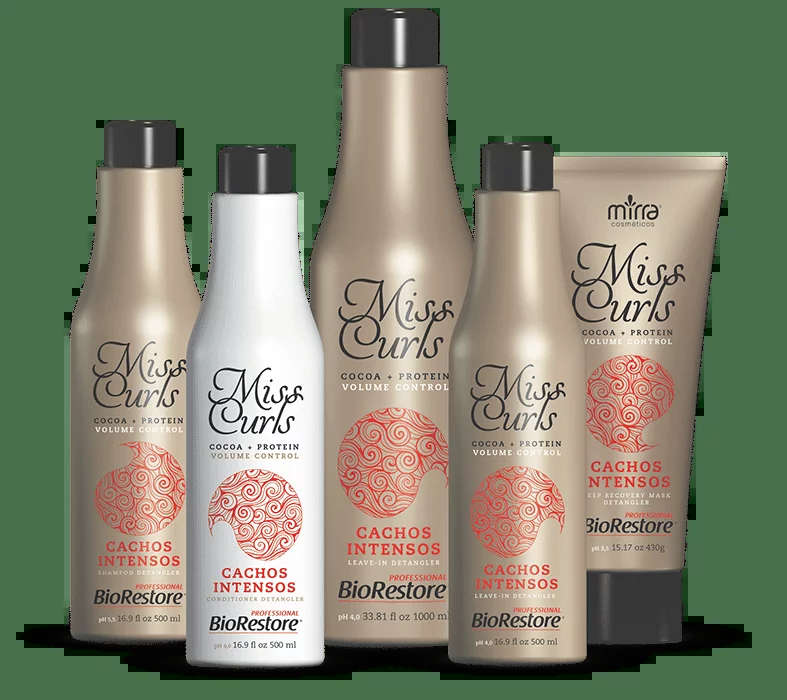 Miss
Curls
COCOA + PROTEIN
VOLUME CONTROL
CACHOS
INTENSOS
SHAMPOO DETANGLER
PROFESSIONAL
BioRestore®
pH 5,5 16.9 fl oz 500 ml
Miss
Curls
COCOA + PROTEIN
VOLUME CONTROL
CACHOS
INTENSOS
CONDITIONER DETANGLER
PROFESSIONAL
BioRestore®
pH 4,0 16.9 fl oz 500 ml
Miss
Curls
COCOA + PROTEIN
VOLUME CONTROL
CACHOS
INTENSOS
LEAVE-IN DETANGLER
PROFESSIONAL
BioRestore®
pH 4,0 33.81 fl oz 1000 ml
Miss
Curls
COCOA + PROTEIN
VOLUME CONTROL
CACHOS
INTENSOS
LEAVE-IN DETANGLER
PROFESSIONAL
BioRestore®
pH 4,0 16.9 fl oz 500 ml
mirra®
cosméticos
Miss
Curls
COCOA + PROTEIN
VOLUME CONTROL
CACHOS
INTENSOS
RECOVERY MASK
DETANGLER
PROFESSIONAL
BioRestore®
pH 3,5 15.17 oz 430g